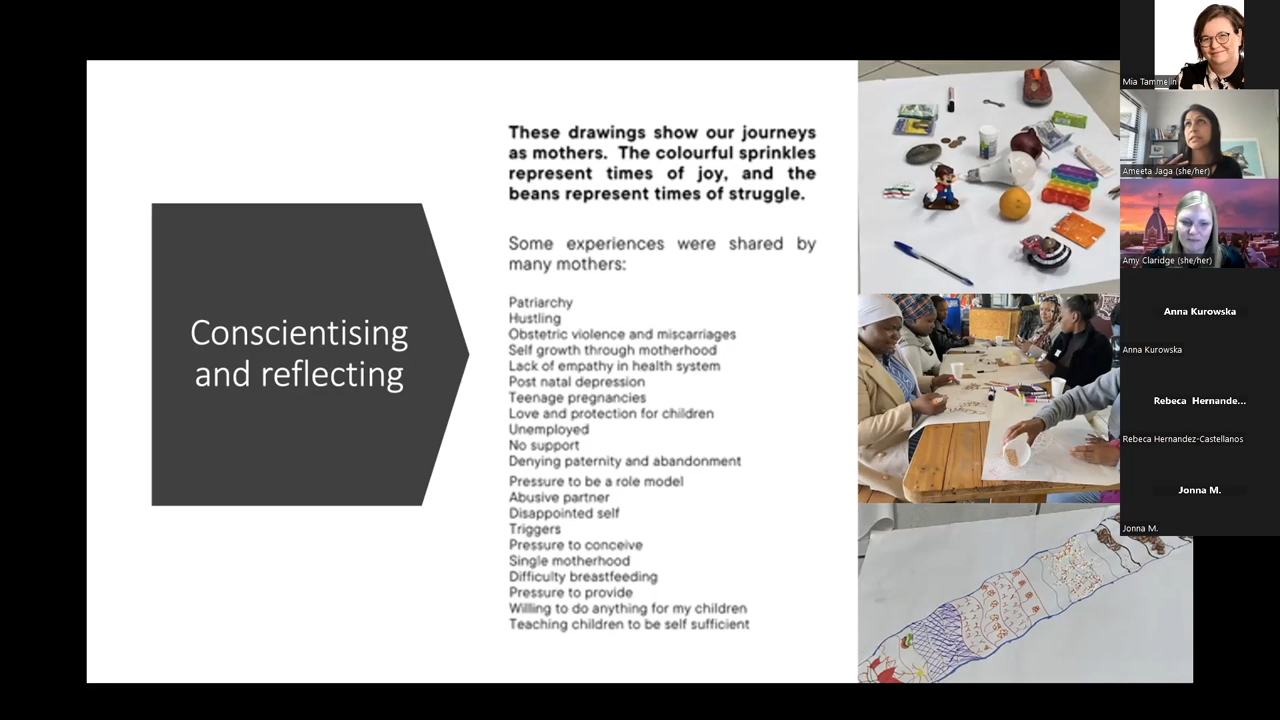 Conscientising
and reflecting
These drawings show our journeys
as mothers. The colourful sprinkles
represent times of joy, and the
beans represent times of struggle.
Some experiences were shared by
many mothers:
Patriarchy
Hustling
Obstetric violence and miscarriages
Self growth through motherhood
Lack of empathy in health system
Post natal depression
Teenage pregnancies
Love and protection for children
Unemployed
No support
Denying paternity and abandonment
Pressure to be a role model
Abusive partner
Disappointed self
Triggers
Pressure to conceive
Single motherhood
Difficulty breastfeeding
Pressure to provide
Willing to do anything for my children
Teaching children to be self sufficient
Mia Tammelin
Ameeta Jaga (she/her)
Amy Claridge (she/her)
Anna Kurowska
Anna Kurowska
Rebeca Hernande...
Rebeca Hernandez-Castellanos
Jonna M.
Jonna M.